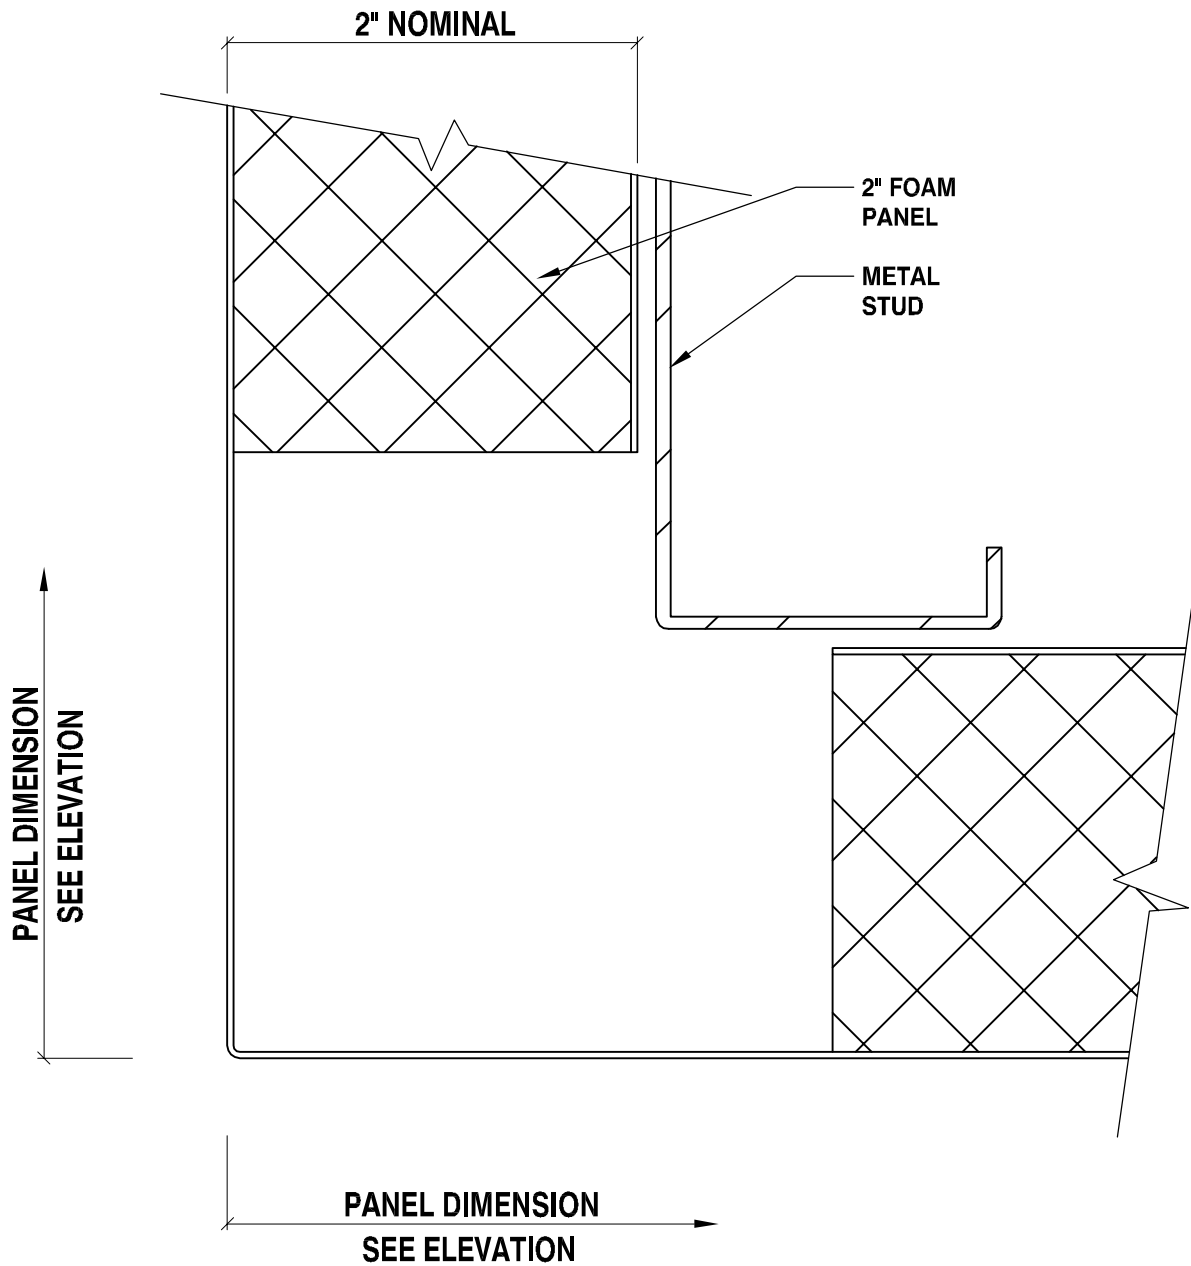 2" NOMINAL
2" FOAM
PANEL
METAL
STUD
PANEL DIMENSION
SEE ELEVATION
PANEL DIMENSION
SEE ELEVATION